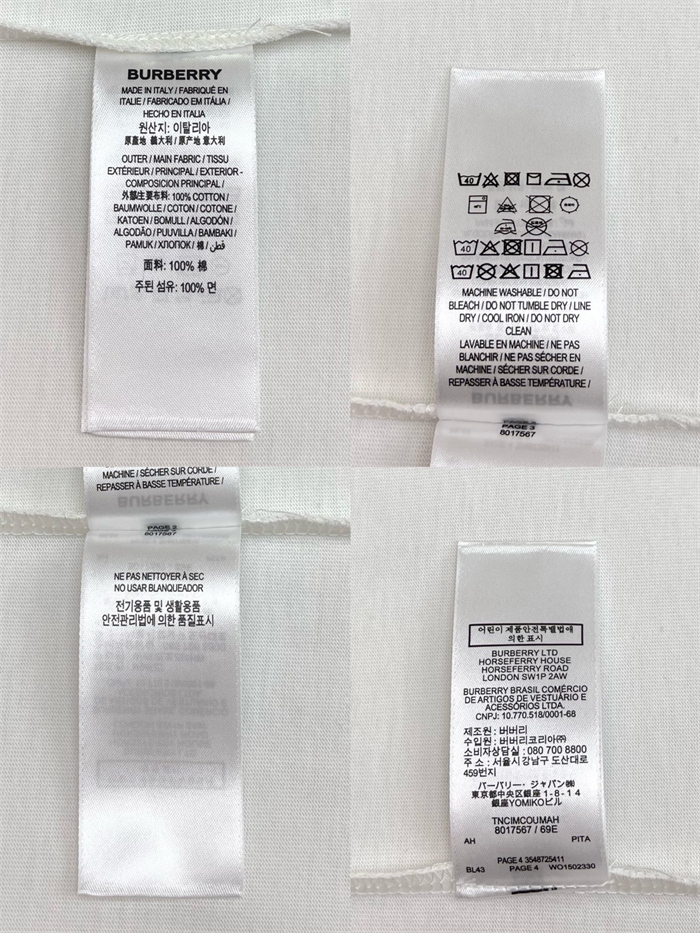 BURBERRY
MADE IN ITALY / FABRIQUÉ EN
ITALIE / FABRICADO EM ITÁLIA /
HECHO EN ITALIA
원산지: 이탈리아
原產地 義大利 / 原产地 意大利
OUTER / MAIN FABRIC / TISSU
EXTÉRIEUR / PRINCIPAL / EXTERIOR -
COMPOSICIÓN PRINCIPAL /
外部/主要布料: 100% COTTON /
BAUMWOLLE / COTON / COTONE /
KATOEN / BOMULL / ALGODÓN /
ALGODÃO / PUUVILLA / BAMBAKI /
PAMUK / ХЛОПОК / 棉 / قطن
面料: 100% 棉
주된 섬유: 100% 면
40
40
40
MACHINE WASHABLE / DO NOT
BLEACH / DO NOT TUMBLE DRY / LINE
DRY / COOL IRON / DO NOT DRY
CLEAN
LAVABLE EN MACHINE / NE PAS
BLANCHIR / NE PAS SÉCHER EN
MACHINE / SÉCHER SUR CORDE /
REPASSER À BASSE TEMPÉRATURE /
BURBERRY
PAGE 3
8017567
MACHINE / SÉCHER SUR CORDE /
REPASSER À BASSE TEMPÉRATURE /
BURBERRY
8017567
NE PAS NETTOYER À SEC
NO USAR BLANQUEADOR
전기용품 및 생활용품
안전관리법에 의한 품질표시
어린이 제품안전특별법에
의한 표시
BURBERRY LTD
HORSEFERRY HOUSE
HORSEFERRY ROAD
LONDON SW1P 2AW
BURBERRY BRASIL COMÉRCIO
DE ARTIGOS DE VESTUÁRIO E
ACESSÓRIOS LTDA.
CNPJ: 10.770.518/0001-68
제조원 : 버버리
수입원 : 버버리코리아㈜
소비자상담실 : 080 700 8800
주 소 : 서울시강남구 도산대로
459번지
バーバリー・ジャパン㈱
東京都中央区銀座 1 - 8 - 14
銀座YOMIKOビル
TNCIMCOUMAH
8017567 / 69E
AH PITA
PAGE 4 3548725411
BL43 PAGE 4 WO1502330